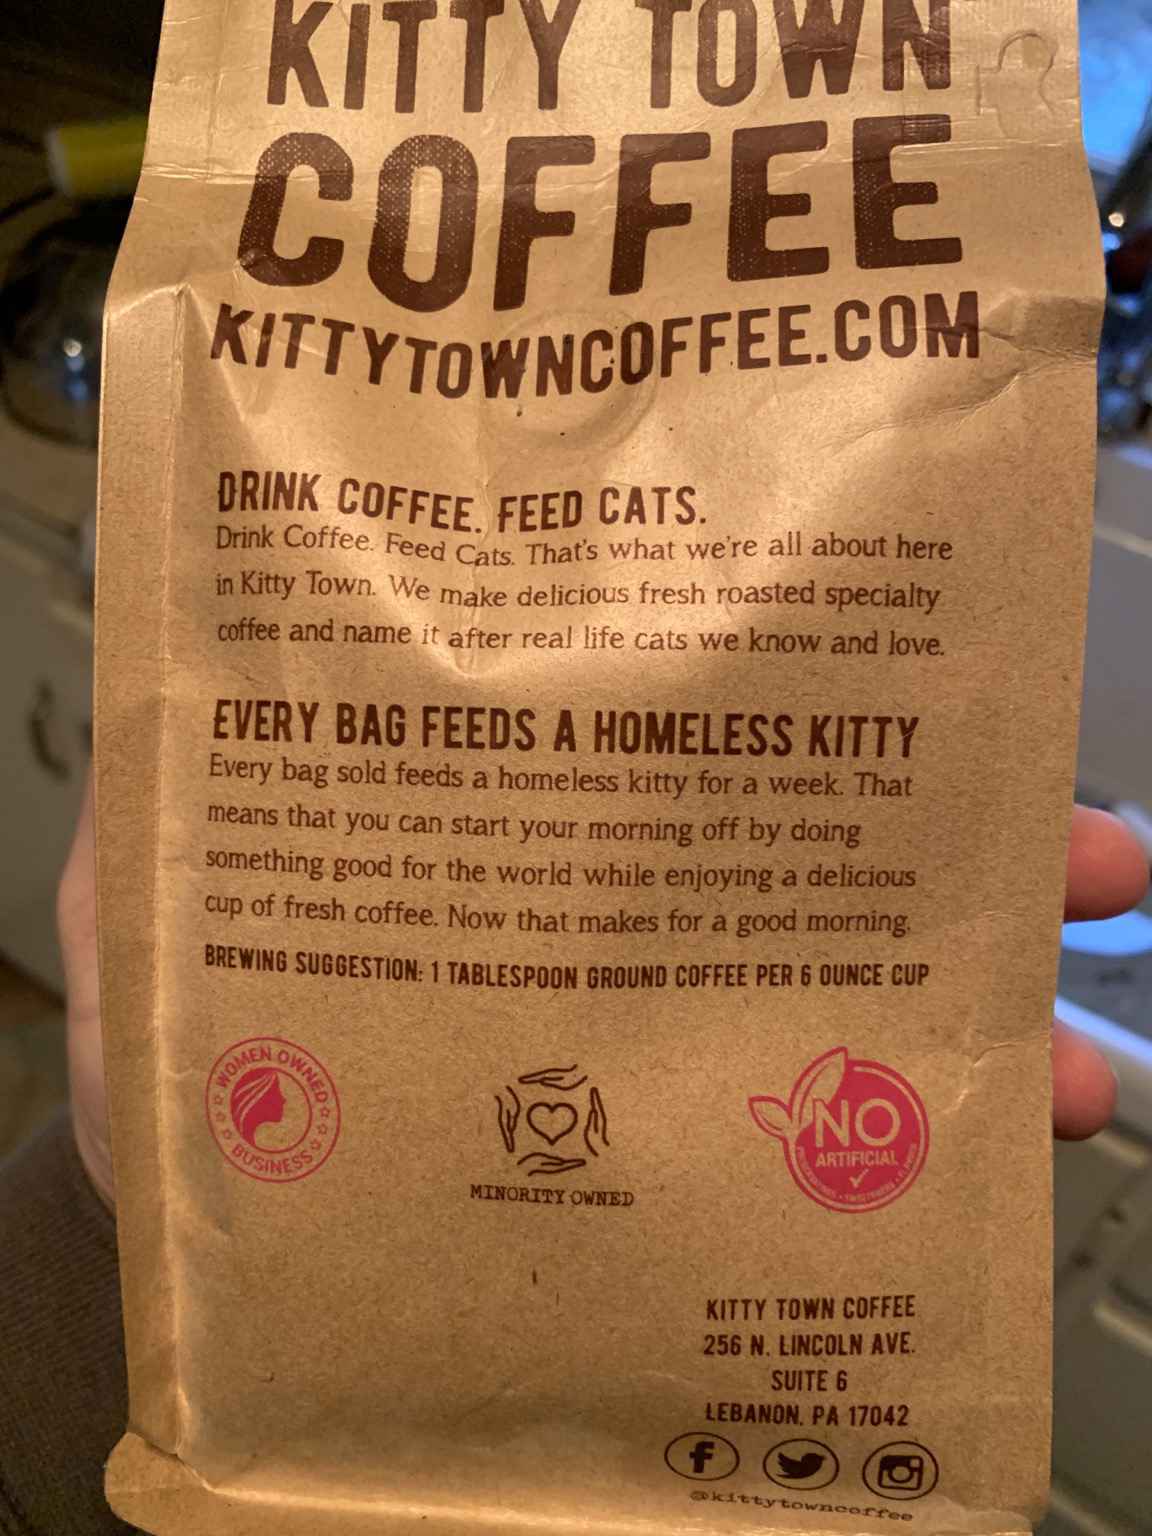 KITTY TOWN
COFFEE
KITTYTOWNCOFFEE.COM
DRINK COFFEE. FEED CATS.
Drink Coffee. Feed Cats. That's what we're all about here
in Kitty Town. We make delicious fresh roasted specialty
coffee and name it after real life cats we know and love.
EVERY BAG FEEDS A HOMELESS KITTY
Every bag sold feeds a homeless kitty for a week. That
means that you can start your morning off by doing
something good for the world while enjoying a delicious
cup of fresh coffee. Now that makes for a good morning.
BREWING SUGGESTION: 1 TABLESPOON GROUND COFFEE PER 6 OUNCE CUP
WOMEN OWNED
BUSINESS
MINORITY OWNED
NO
ARTIFICIAL
PRESERVATIVES • SWEETENERS • FLAVORS
KITTY TOWN COFFEE
256 N. LINCOLN AVE.
SUITE 6
LEBANON, PA 17042
@kittytowncoffee